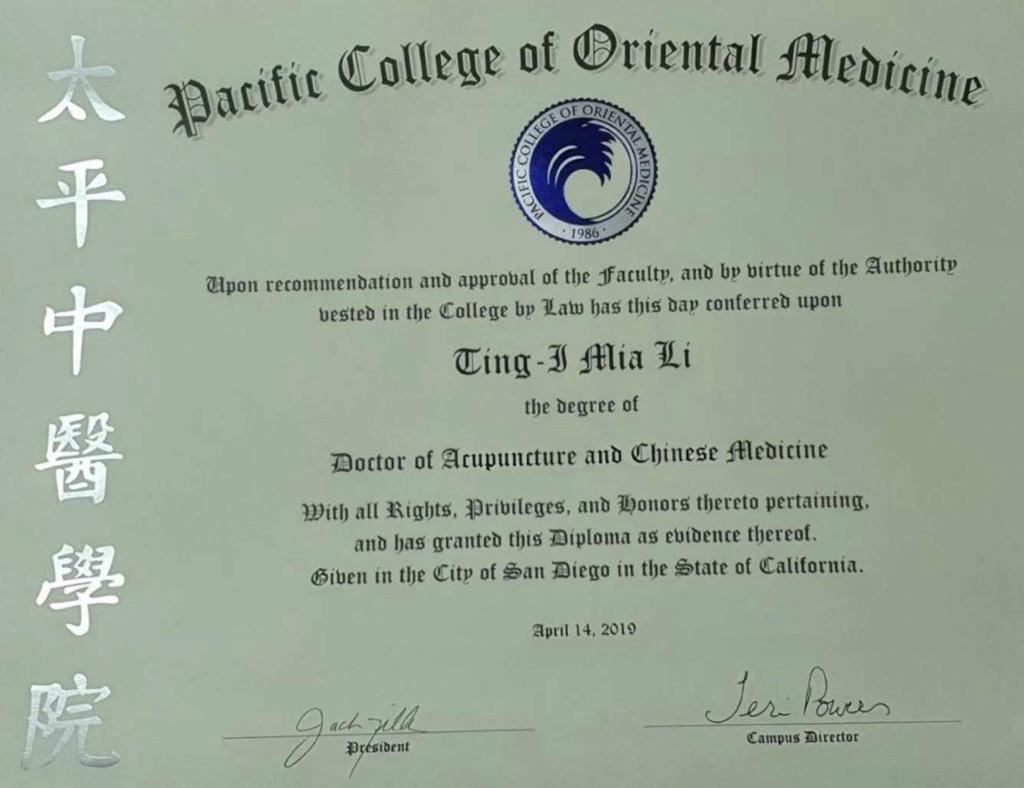 太平中醫學院
Pacific College of Oriental Medicine
PACIFIC COLLEGE OF ORIENTAL MEDICINE
· 1986 ·
Upon recommendation and approval of the Faculty, and by virtue of the Authority
vested in the College by Law has this day conferred upon
Ting-I Mia Li
the degree of
Doctor of Acupuncture and Chinese Medicine
With all Rights, Privileges, and Honors thereto pertaining,
and has granted this Diploma as evidence thereof.
Given in the City of San Diego in the State of California.
April 14, 2019
Jack
Teri Powers
President
Campus Director